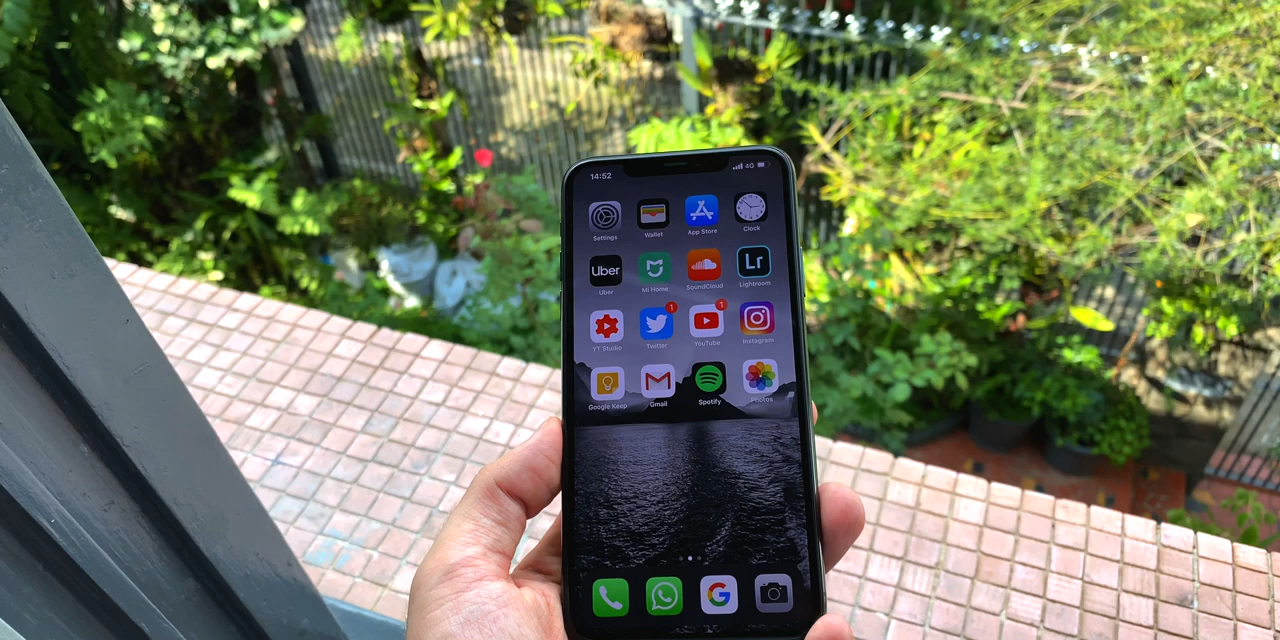 14:52 4G
Settings Wallet App Store Clock
Uber
Lr
Uber Mi Home SoundCloud Lightroom
1 1
YT Studio Twitter YouTube Instagram
Google Keep Gmail Spotify Photos